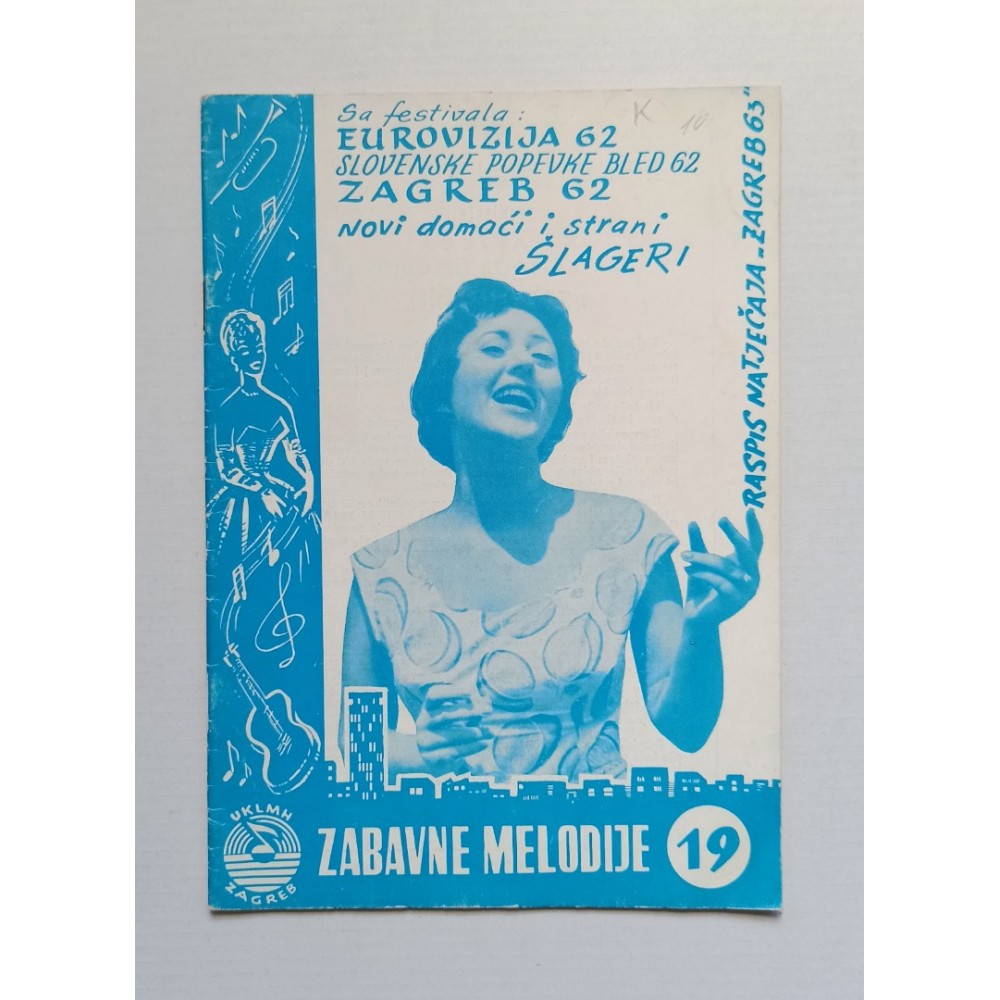 Sa festivala:
EUROVIZIJA 62
SLOVENSKE POPEVKE BLED 62
ZAGREB 62
Novi domaći i strani
ŠLAGERI
K 10
RASPIS NATJEČAJA „ZAGREB 63"
UKLMH
ZAGREB
ZABAVNE MELODIJE 19